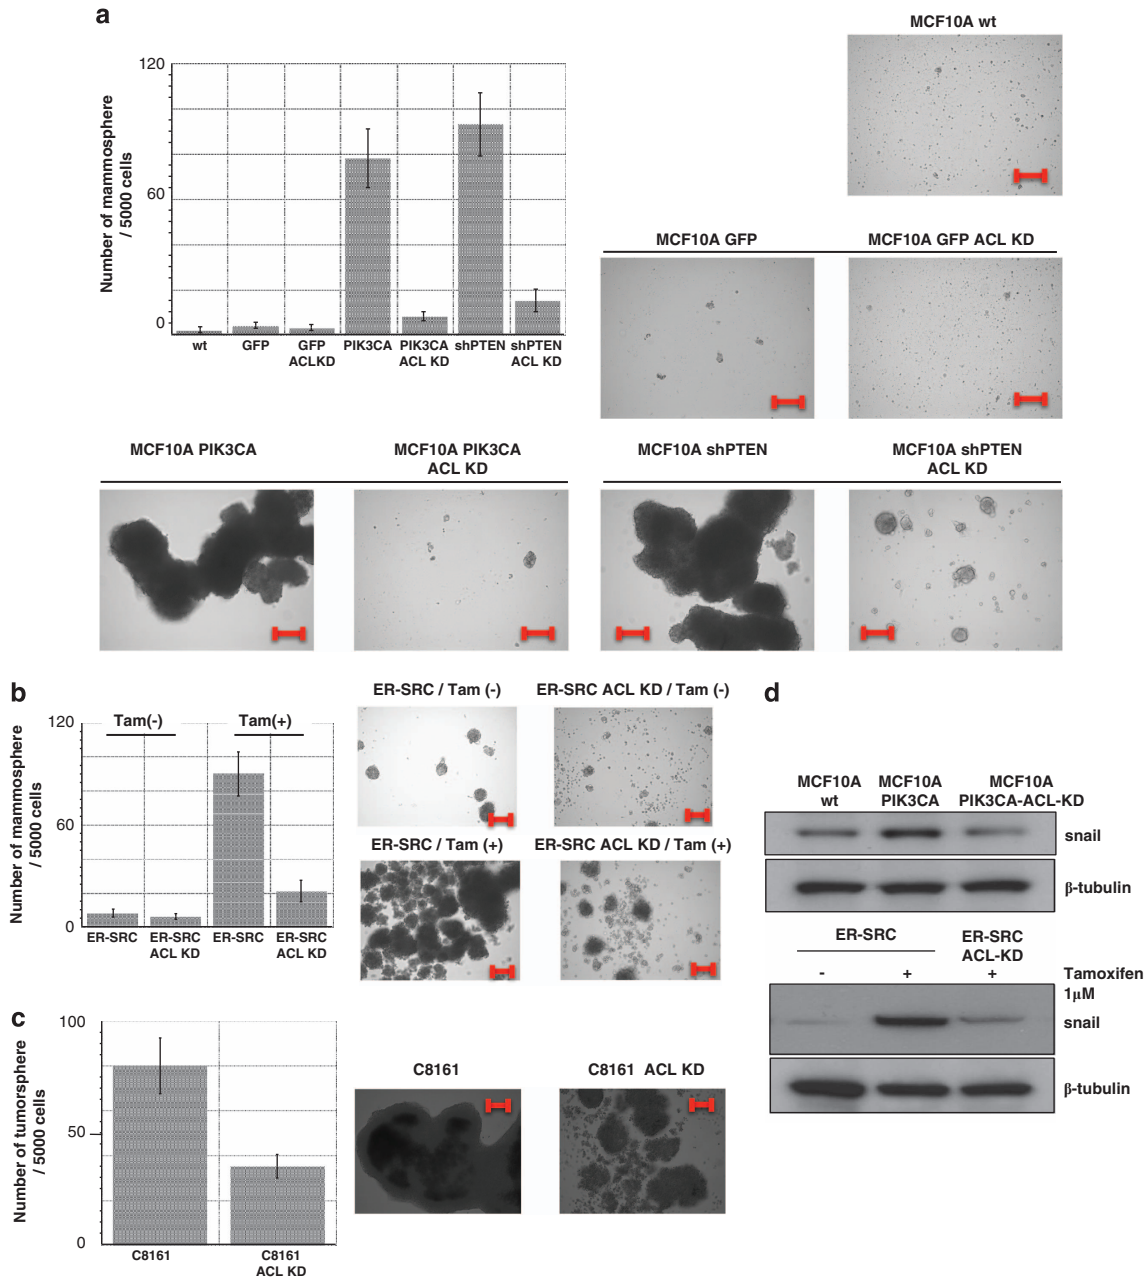 a
MCF10A wt
120
60
0
Number of mammosphere
/ 5000 cells
wt
GFP
GFP
ACLKD
PIK3CA
PIK3CA
ACL KD
shPTEN
shPTEN
ACL KD
MCF10A GFP
MCF10A GFP ACL KD
MCF10A PIK3CA
MCF10A PIK3CA
ACL KD
MCF10A shPTEN
MCF10A shPTEN
ACL KD
b
120
60
0
Number of mammosphere
/ 5000 cells
Tam(-)
Tam(+)
ER-SRC
ER-SRC
ACL KD
ER-SRC
ER-SRC
ACL KD
ER-SRC / Tam (-)
ER-SRC ACL KD / Tam (-)
ER-SRC / Tam (+)
ER-SRC ACL KD / Tam (+)
c
100
50
0
Number of tumorsphere
/ 5000 cells
C8161
C8161
ACL KD
C8161
C8161 ACL KD
d
MCF10A
wt
MCF10A
PIK3CA
MCF10A
PIK3CA-ACL-KD
snail
β-tubulin
ER-SRC
ER-SRC
ACL-KD
- + +
Tamoxifen
1µM
snail
β-tubulin